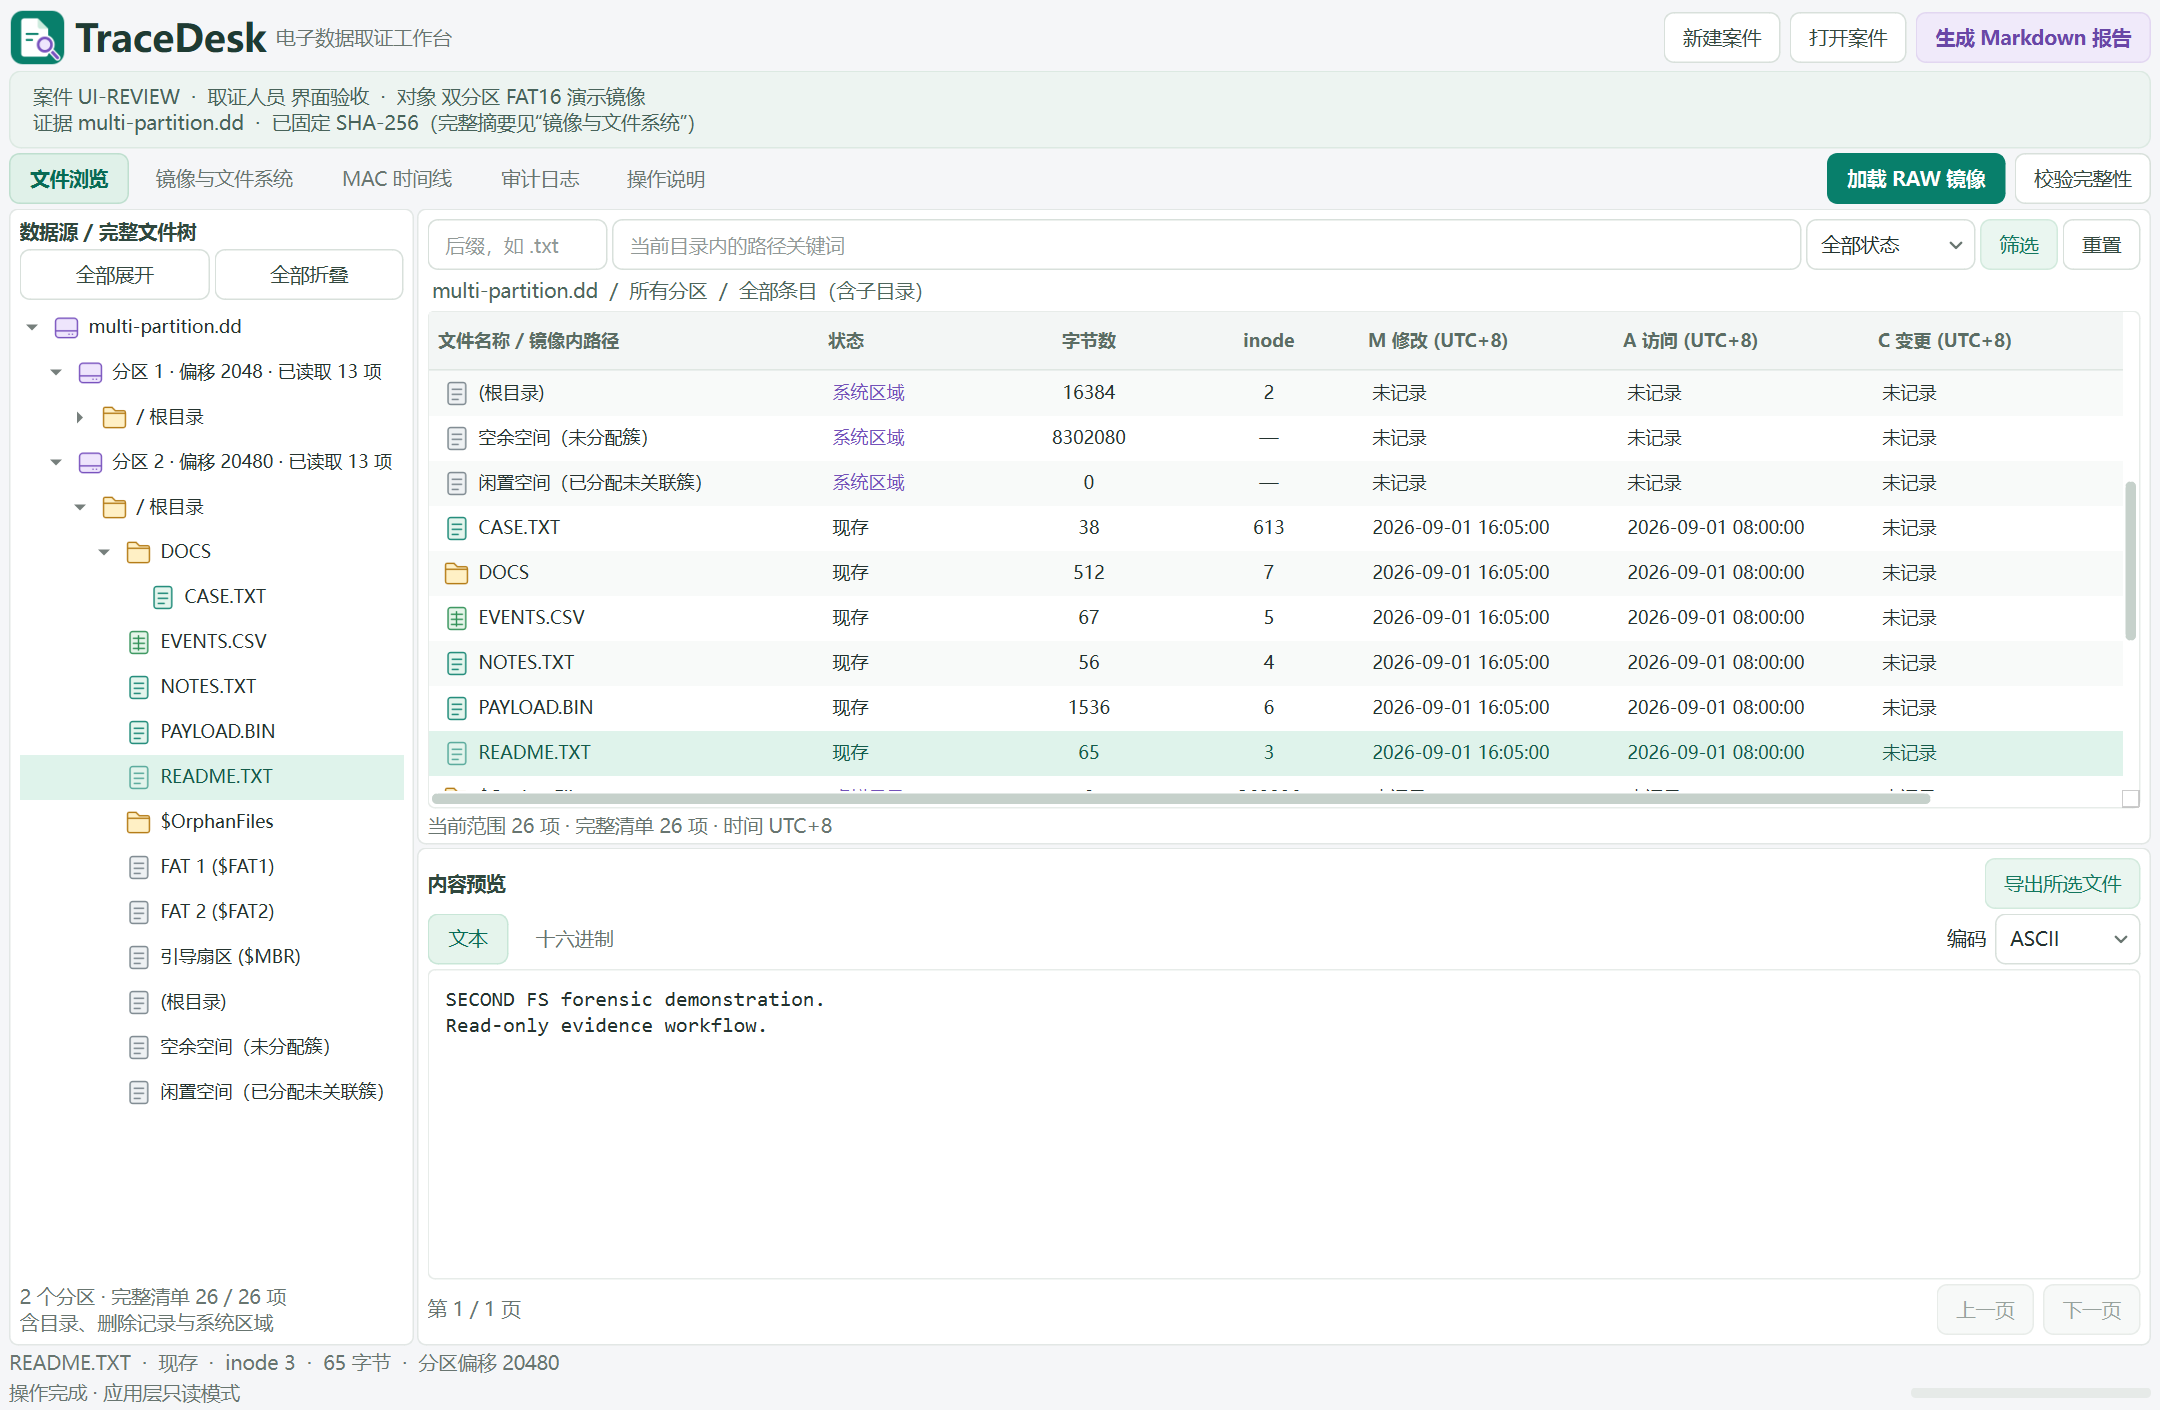 TraceDesk 电子数据取证工作台 新建案件 打开案件 生成 Markdown 报告
案件 UI-REVIEW · 取证人员 界面验收 · 对象 双分区 FAT16 演示镜像
证据 multi-partition.dd · 已固定 SHA-256（完整摘要见“镜像与文件系统”）
文件浏览 镜像与文件系统 MAC 时间线 审计日志 操作说明 加载 RAW 镜像 校验完整性
数据源 / 完整文件树
全部展开 全部折叠
multi-partition.dd
分区 1 · 偏移 2048 · 已读取 13 项
/ 根目录
分区 2 · 偏移 20480 · 已读取 13 项
/ 根目录
DOCS
CASE.TXT
EVENTS.CSV
NOTES.TXT
PAYLOAD.BIN
README.TXT
$OrphanFiles
FAT 1 ($FAT1)
FAT 2 ($FAT2)
引导扇区 ($MBR)
(根目录)
空余空间（未分配簇）
闲置空间（已分配未关联簇）
2 个分区 · 完整清单 26 / 26 项
含目录、删除记录与系统区域
后缀，如 .txt 当前目录内的路径关键词 全部状态 筛选 重置
multi-partition.dd / 所有分区 / 全部条目（含子目录）
文件名称 / 镜像内路径 状态 字节数 inode M 修改 (UTC+8) A 访问 (UTC+8) C 变更 (UTC+8)
(根目录) 系统区域 16384 2 未记录 未记录 未记录
空余空间（未分配簇） 系统区域 8302080 — 未记录 未记录 未记录
闲置空间（已分配未关联簇） 系统区域 0 — 未记录 未记录 未记录
CASE.TXT 现存 38 613 2026-09-01 16:05:00 2026-09-01 08:00:00 未记录
DOCS 现存 512 7 2026-09-01 16:05:00 2026-09-01 08:00:00 未记录
EVENTS.CSV 现存 67 5 2026-09-01 16:05:00 2026-09-01 08:00:00 未记录
NOTES.TXT 现存 56 4 2026-09-01 16:05:00 2026-09-01 08:00:00 未记录
PAYLOAD.BIN 现存 1536 6 2026-09-01 16:05:00 2026-09-01 08:00:00 未记录
README.TXT 现存 65 3 2026-09-01 16:05:00 2026-09-01 08:00:00 未记录
当前范围 26 项 · 完整清单 26 项 · 时间 UTC+8
内容预览 导出所选文件
文本 十六进制 编码 ASCII
SECOND FS forensic demonstration.
Read-only evidence workflow.
第 1 / 1 页 上一页 下一页
README.TXT · 现存 · inode 3 · 65 字节 · 分区偏移 20480
操作完成 · 应用层只读模式